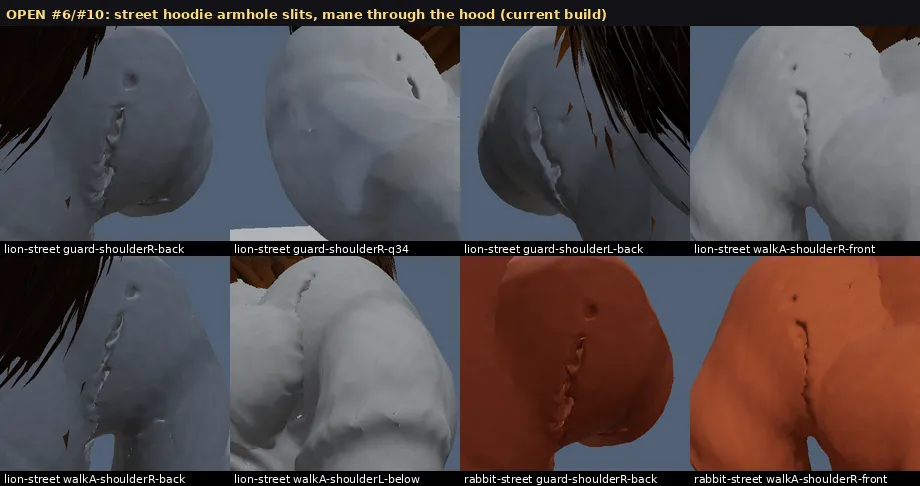 OPEN #6/#10: street hoodie armhole slits, mane through the hood (current build)
lion-street guard-shoulderR-back
lion-street guard-shoulderR-q34
lion-street guard-shoulderL-back
lion-street walkA-shoulderR-front
lion-street walkA-shoulderR-back
lion-street walkA-shoulderL-below
rabbit-street guard-shoulderR-back
rabbit-street walkA-shoulderR-front